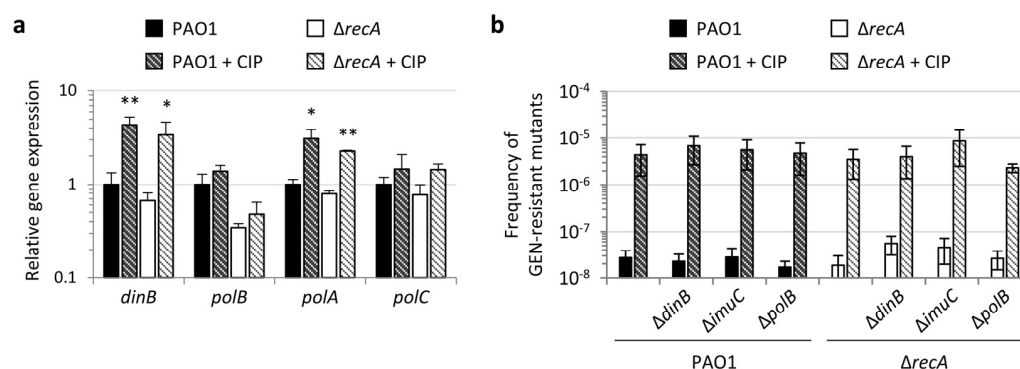 a
PAO1
ΔrecA
PAO1 + CIP
ΔrecA + CIP
Relative gene expression
10
1
0.1
**
*
*
**
dinB
polB
polA
polC
b
PAO1
ΔrecA
PAO1 + CIP
ΔrecA + CIP
Frequency of
GEN-resistant mutants
10-4
10-5
10-6
10-7
10-8
ΔdinB
ΔimuC
ΔpolB
ΔdinB
ΔimuC
ΔpolB
PAO1
ΔrecA